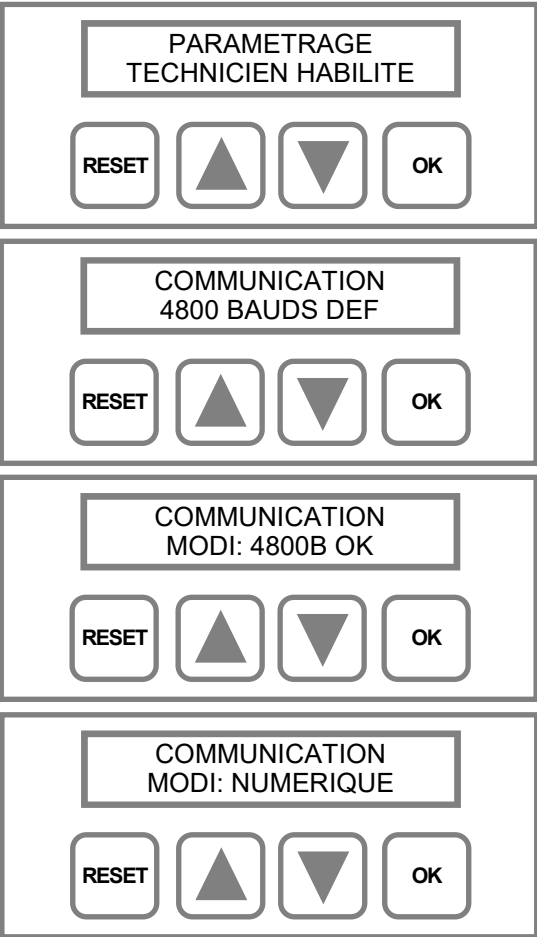 PARAMETRAGE
TECHNICIEN HABILITE
RESET OK
COMMUNICATION
4800 BAUDS DEF
RESET OK
COMMUNICATION
MODI: 4800B OK
RESET OK
COMMUNICATION
MODI: NUMERIQUE
RESET OK